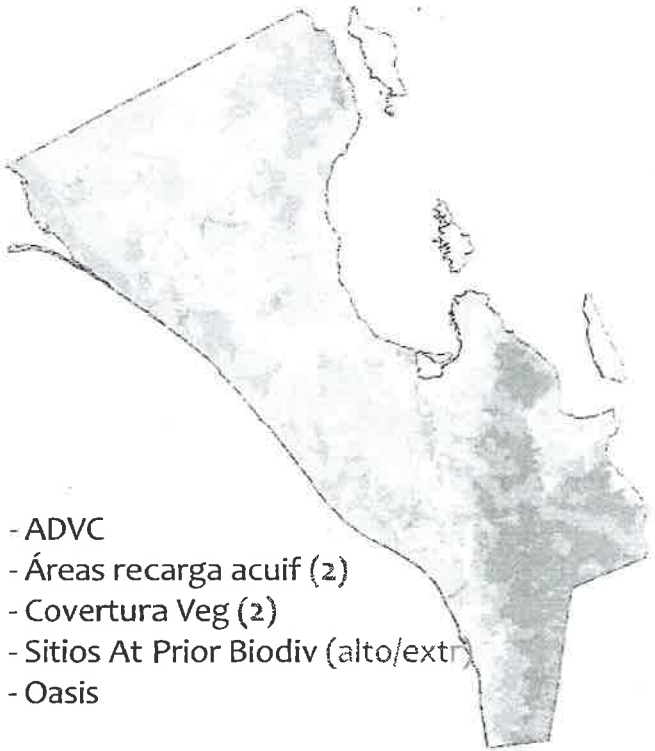 - ADVC
- Áreas recarga acuif (2)
- Covertura Veg (2)
- Sitios At Prior Biodiv (alto/extr)
- Oasis